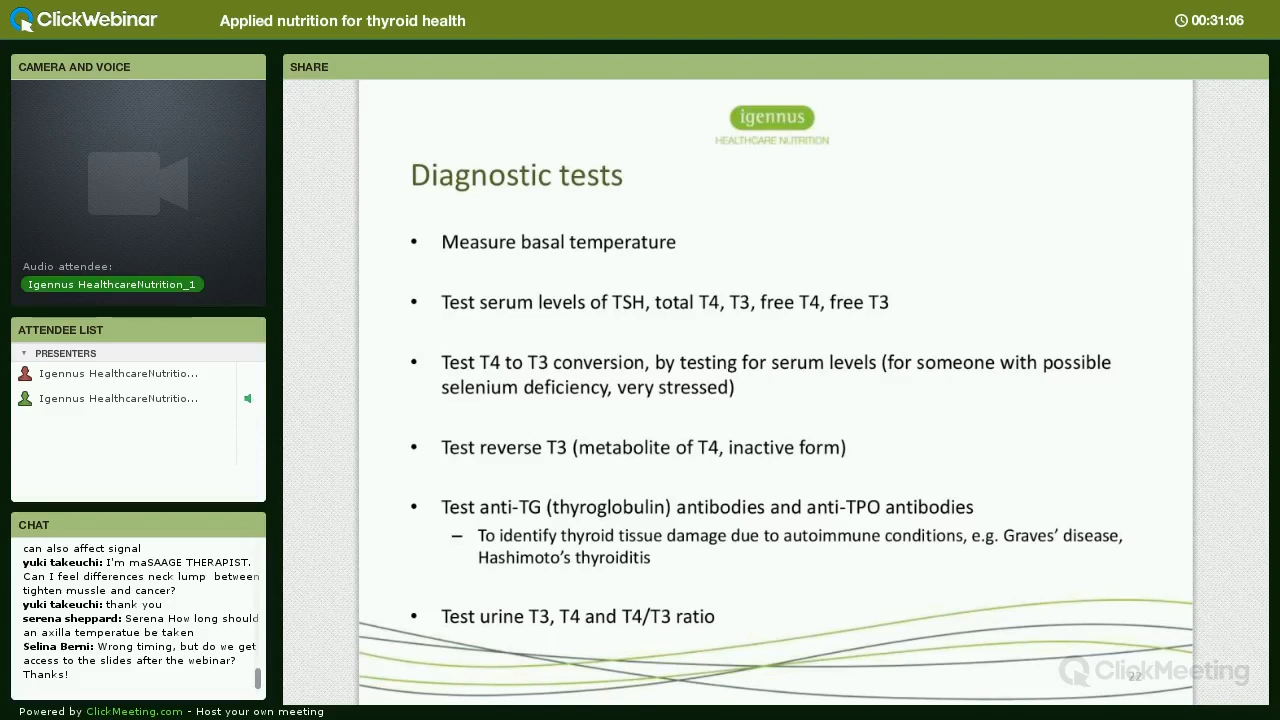 ClickWebinar
Applied nutrition for thyroid health
00:31:06
CAMERA AND VOICE
Audio attendee:
Igennus HealthcareNutrition_1
ATTENDEE LIST
PRESENTERS
Igennus HealthcareNutritio...
Igennus HealthcareNutritio...
CHAT
can also affect signal
yuki takeuchi: I'm maSAAGE THERAPIST.
Can I feel differences neck lump between
tighten mussle and cancer?
yuki takeuchi: thank you
serena sheppard: Serena How long should
an axilla temperatue be taken
Selina Berni: Wrong timing, but do we get
access to the slides after the webinar?
Thanks!
SHARE
igennus
HEALTHCARE NUTRITION
Diagnostic tests
• Measure basal temperature
• Test serum levels of TSH, total T4, T3, free T4, free T3
• Test T4 to T3 conversion, by testing for serum levels (for someone with possible
selenium deficiency, very stressed)
• Test reverse T3 (metabolite of T4, inactive form)
• Test anti-TG (thyroglobulin) antibodies and anti-TPO antibodies
– To identify thyroid tissue damage due to autoimmune conditions, e.g. Graves' disease,
Hashimoto's thyroiditis
• Test urine T3, T4 and T4/T3 ratio
ClickMeeting
22
Powered by ClickMeeting.com - Host your own meeting